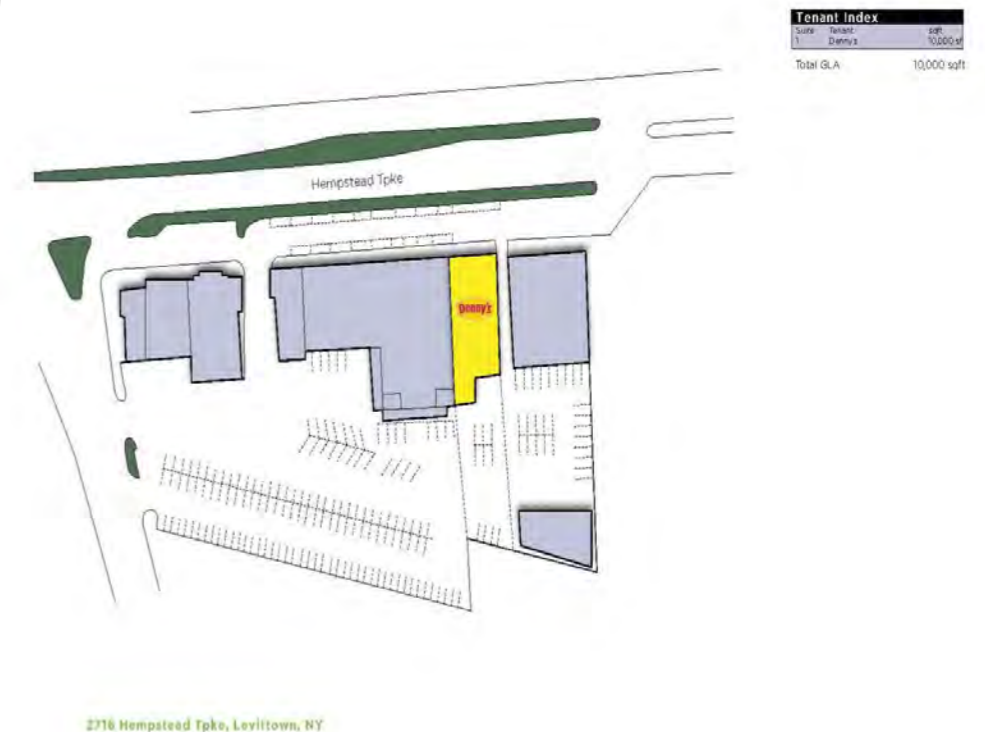 Tenant Index
Suite Tenant sqft
1 Denny's 10,000 sf
Total GLA 10,000 sqft
Hempstead Tpke
Denny's
2716 Hempstead Tpke, Levittown, NY